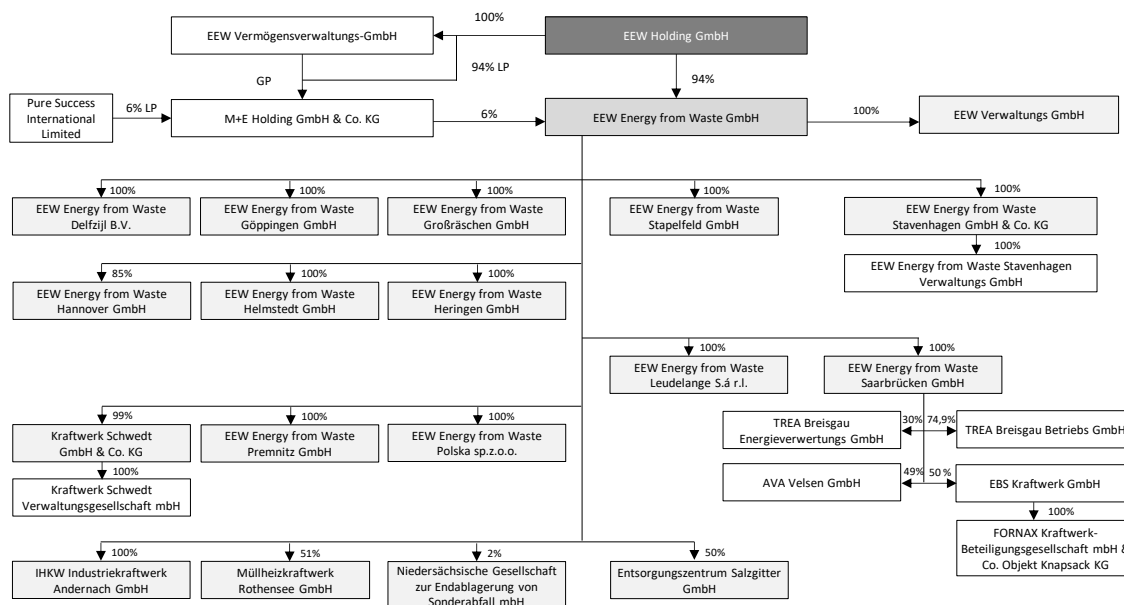 100%
EEW Vermögensverwaltungs-GmbH
EEW Holding GmbH
94% LP
GP
94%
Pure Success
International
Limited
6% LP
M+E Holding GmbH & Co. KG
6%
EEW Energy from Waste GmbH
100%
EEW Verwaltungs GmbH
100%
100%
100%
100%
100%
EEW Energy from Waste
Delfzijl B.V.
EEW Energy from Waste
Göppingen GmbH
EEW Energy from Waste
Großräschen GmbH
EEW Energy from Waste
Stapelfeld GmbH
EEW Energy from Waste
Stavenhagen GmbH & Co. KG
100%
EEW Energy from Waste Stavenhagen
Verwaltungs GmbH
85%
100%
100%
EEW Energy from Waste
Hannover GmbH
EEW Energy from Waste
Helmstedt GmbH
EEW Energy from Waste
Heringen GmbH
100%
100%
EEW Energy from Waste
Leudelange S.á r.l.
EEW Energy from Waste
Saarbrücken GmbH
99%
100%
100%
Kraftwerk Schwedt
GmbH & Co. KG
EEW Energy from Waste
Premnitz GmbH
EEW Energy from Waste
Polska sp.z.o.o.
100%
Kraftwerk Schwedt
Verwaltungsgesellschaft mbH
TREA Breisgau
Energieverwertungs GmbH
30%
74,9%
TREA Breisgau Betriebs GmbH
AVA Velsen GmbH
49%
50 %
EBS Kraftwerk GmbH
100%
FORNAX Kraftwerk-
Beteiligungsgesellschaft mbH &
Co. Objekt Knapsack KG
100%
51%
2%
50%
IHKW Industriekraftwerk
Andernach GmbH
Müllheizkraftwerk
Rothensee GmbH
Niedersächsische Gesellschaft
zur Endablagerung von
Sonderabfall mbH
Entsorgungszentrum Salzgitter
GmbH